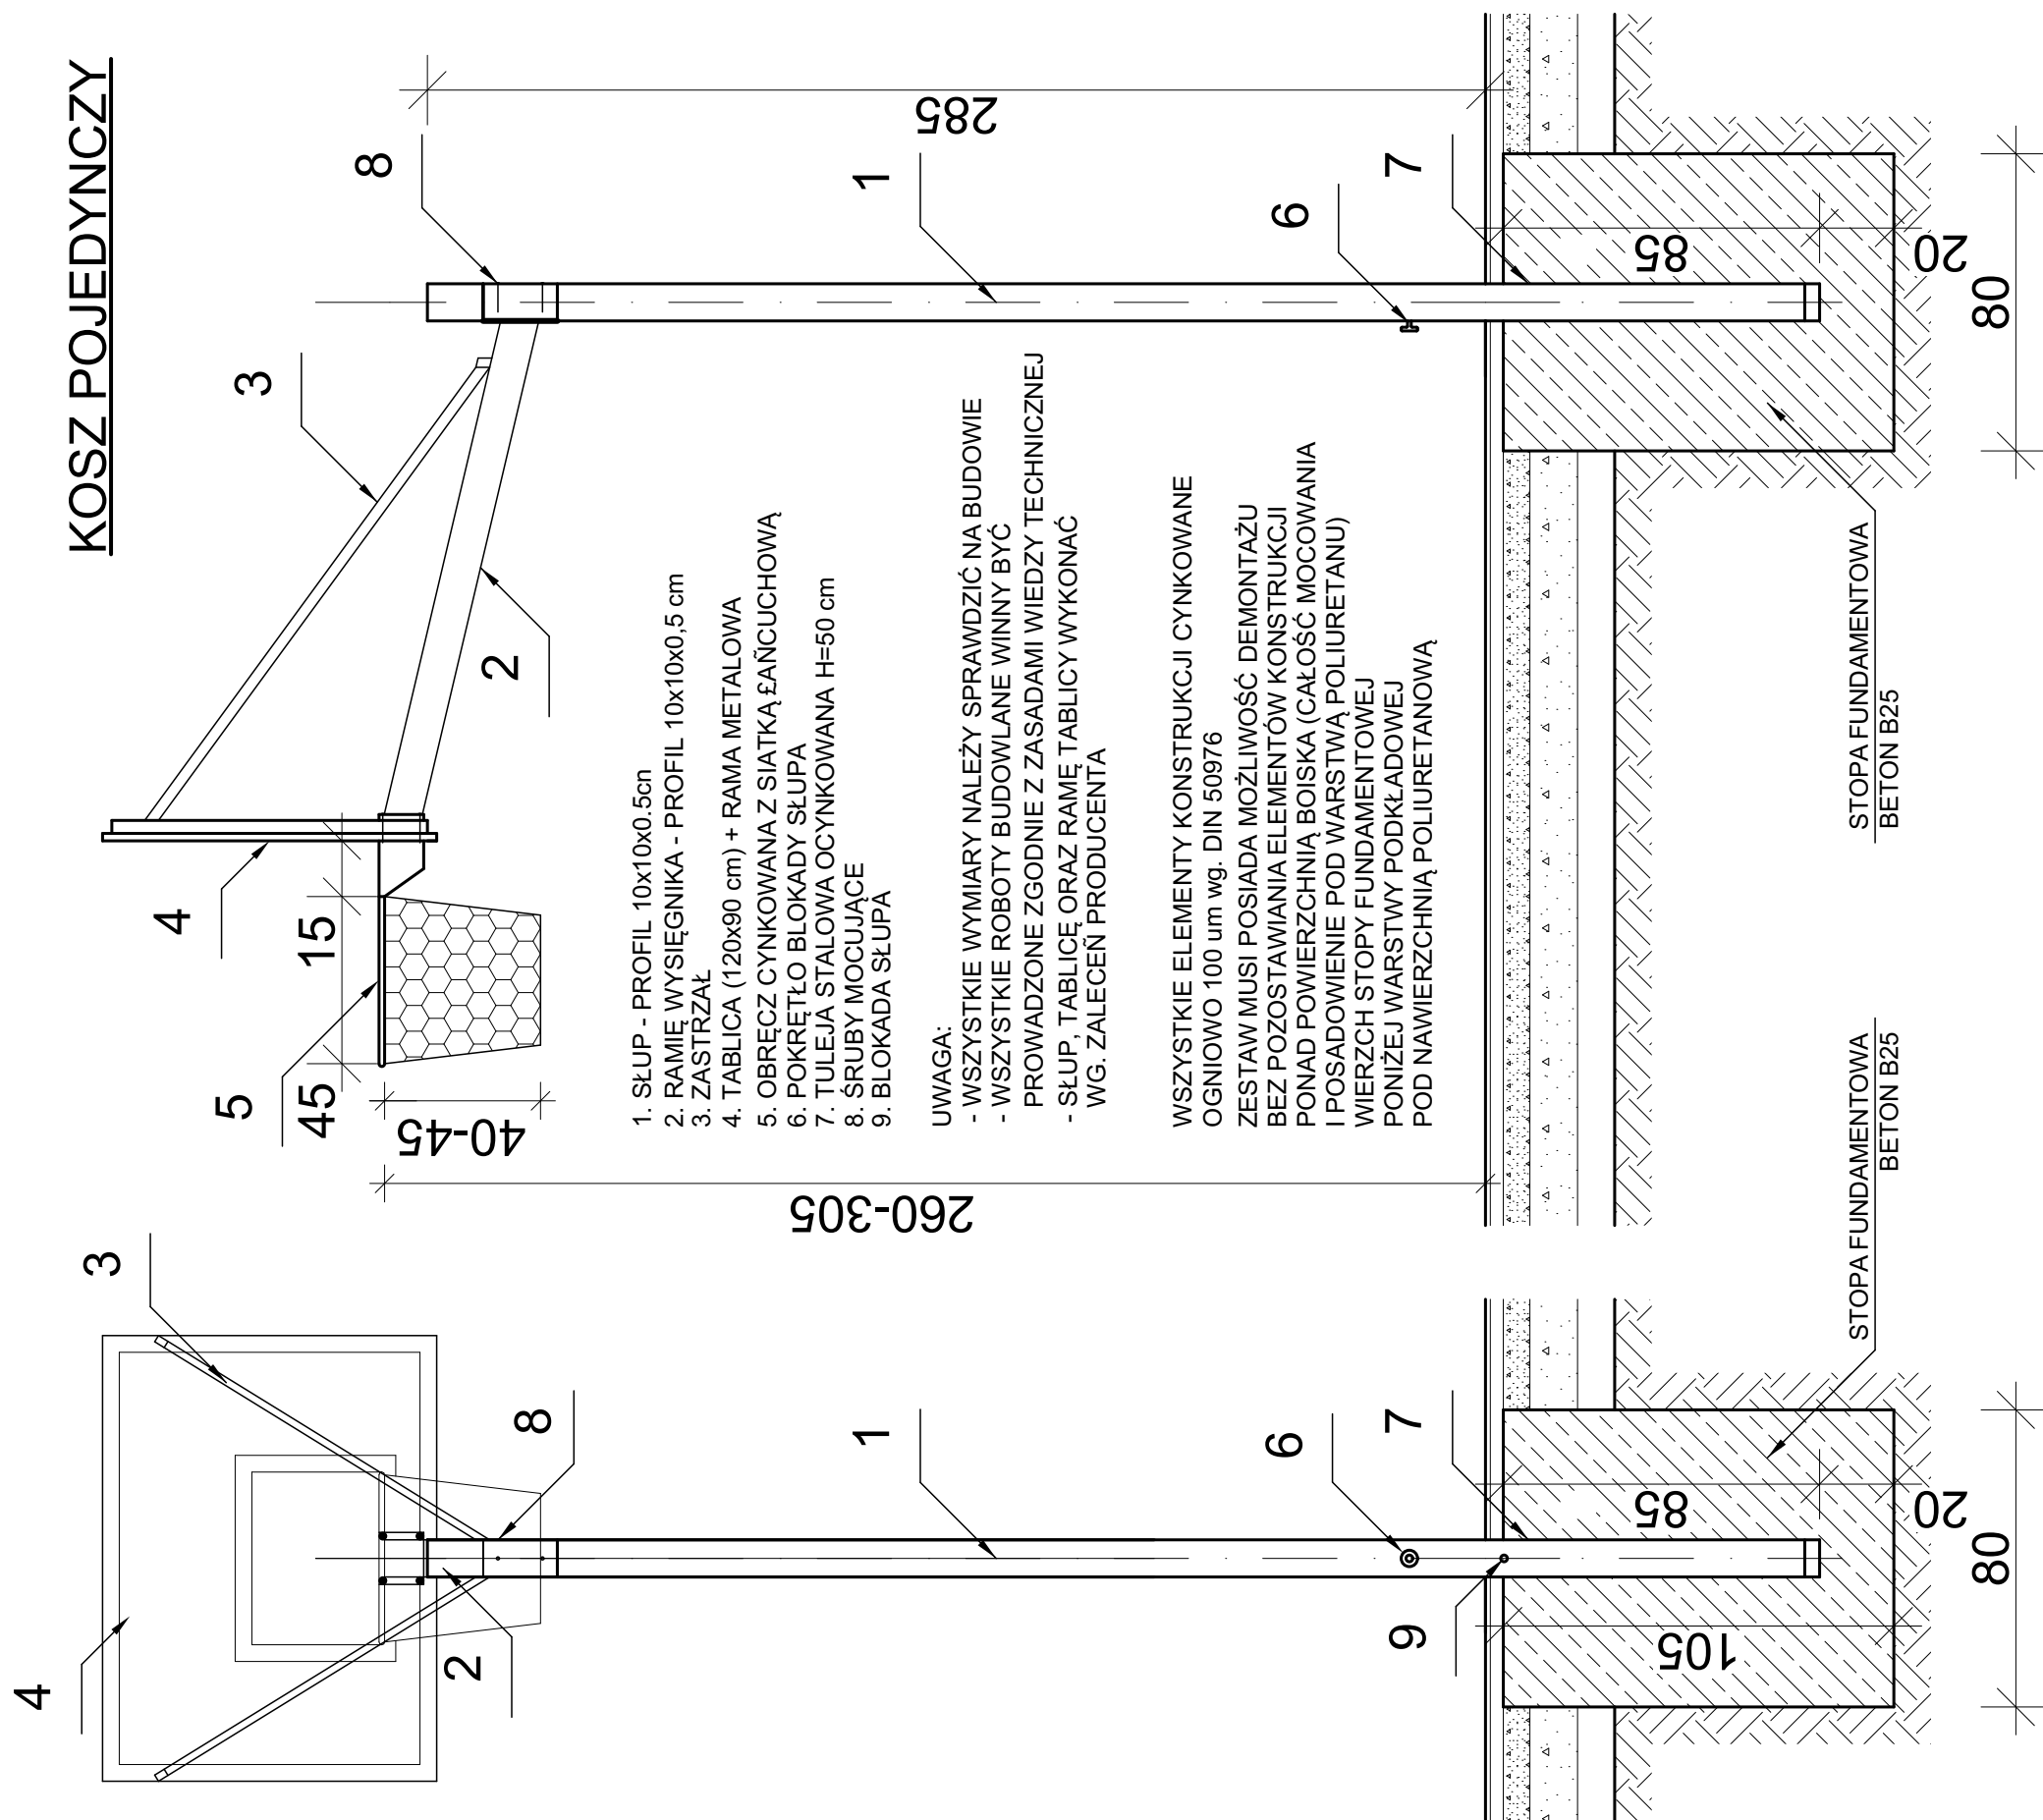 KOSZ POJEDYNCZY
3
8
4
2
1
6
7
9
105
85
20
80
STOPA FUNDAMENTOWA
BETON B25
260-305
5
45
15
40-45
4
3
2
8
285
1
6
7
85
20
80
STOPA FUNDAMENTOWA
BETON B25
1. SŁUP - PROFIL 10x10x0.5cn
2. RAMIĘ WYSIĘGNIKA - PROFIL 10x10x0,5 cm
3. ZASTRZAŁ
4. TABLICA (120x90 cm) + RAMA METALOWA
5. OBRĘCZ CYNKOWANA Z SIATKĄ £AÑCUCHOWĄ
6. POKRĘTŁO BLOKADY SŁUPA
7. TULEJA STALOWA OCYNKOWANA H=50 cm
8. ŚRUBY MOCUJĄCE
9. BLOKADA SŁUPA
UWAGA:
- WSZYSTKIE WYMIARY NALEŻY SPRAWDZIĆ NA BUDOWIE
- WSZYSTKIE ROBOTY BUDOWLANE WINNY BYĆ
PROWADZONE ZGODNIE Z ZASADAMI WIEDZY TECHNICZNEJ
- SŁUP, TABLICĘ ORAZ RAMĘ TABLICY WYKONAĆ
WG. ZALECEŃ PRODUCENTA
WSZYSTKIE ELEMENTY KONSTRUKCJI CYNKOWANE
OGNIOWO 100 um wg. DIN 50976
ZESTAW MUSI POSIADA MOŻLIWOŚĆ DEMONTAŻU
BEZ POZOSTAWIANIA ELEMENTÓW KONSTRUKCJI
PONAD POWIERZCHNIĄ BOISKA (CAŁOŚĆ MOCOWANIA
I POSADOWIENIE POD WARSTWĄ POLIURETANU)
WIERZCH STOPY FUNDAMENTOWEJ
PONIŻEJ WARSTWY PODKŁADOWEJ
POD NAWIERZCHNIĄ POLIURETANOWĄ